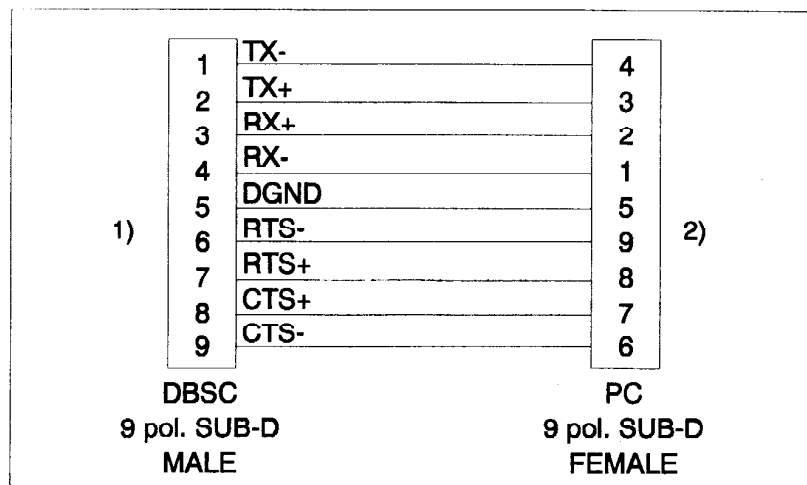 TX-
1 4
TX+
2 3
RX+
3 2
RX-
4 1
DGND
5 5
1) RTS- 2)
6 9
RTS+
7 8
CTS+
8 7
CTS-
9 6
DBSC PC
9 pol. SUB-D 9 pol. SUB-D
MALE FEMALE